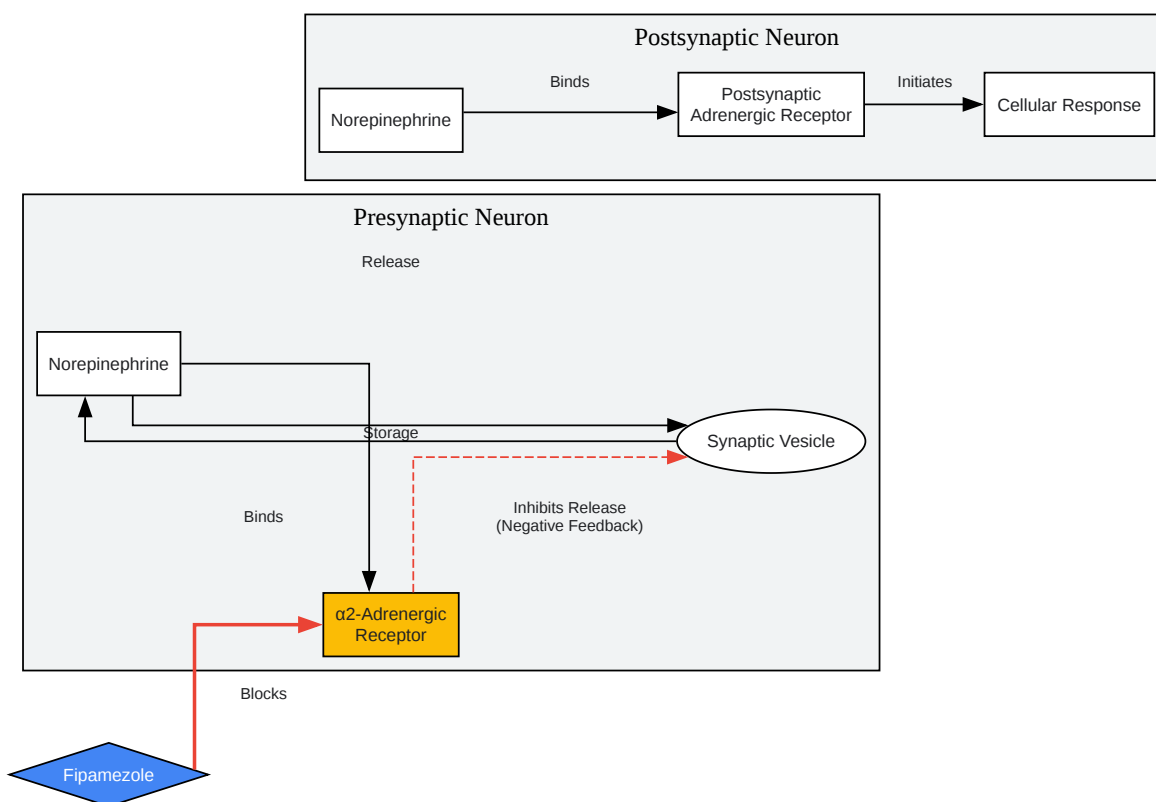 Postsynaptic Neuron
Norepinephrine
Binds
Postsynaptic
Adrenergic Receptor
Initiates
Cellular Response
Presynaptic Neuron
Release
Norepinephrine
Storage
Synaptic Vesicle
Binds
Inhibits Release
(Negative Feedback)
α2-Adrenergic
Receptor
Blocks
Fipamezole